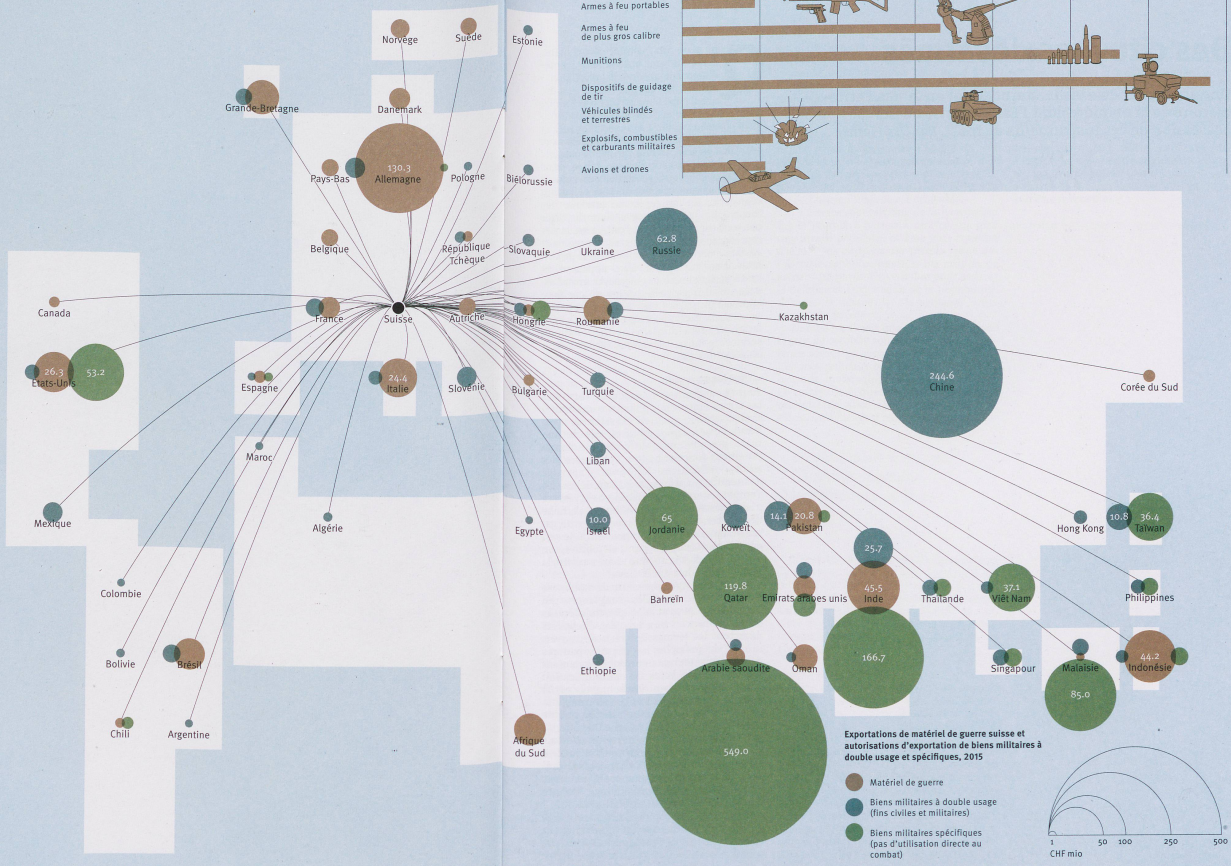 Armes à feu portables
Armes à feu
de plus gros calibre
Munitions
Dispositifs de guidage
de tir
Véhicules blindés
et terrestres
Explosifs, combustibles
et carburants militaires
Avions et drones
Norvège
Suède
Estonie
Grande-Bretagne
Danemark
Pays-Bas
130.3
Allemagne
Pologne
Biélorussie
Belgique
République
Tchèque
Slovaquie
Ukraine
62.8
Russie
Canada
France
Suisse
Autriche
Hongrie
Roumanie
Kazakhstan
26.3
53.2
Etats-Unis
Espagne
24.4
Italie
Slovénie
Bulgarie
Turquie
244.6
Chine
Corée du Sud
Maroc
Liban
Mexique
Algérie
Egypte
10.0
Israël
65
Jordanie
Koweït
14.1
20.8
Pakistan
Hong Kong
10.8
36.4
Taïwan
25.7
Colombie
Bahreïn
119.8
Qatar
Emirats arabes unis
45.5
Inde
Thaïlande
37.1
Viêt Nam
Philippines
Bolivie
Brésil
Ethiopie
Arabie saoudite
Oman
166.7
Singapour
Malaisie
44.2
Indonésie
85.0
Chili
Argentine
Afrique
du Sud
549.0
Exportations de matériel de guerre suisse et
autorisations d'exportation de biens militaires à
double usage et spécifiques, 2015
Matériel de guerre
Biens militaires à double usage
(fins civiles et militaires)
Biens militaires spécifiques
(pas d'utilisation directe au
combat)
1 50 100 250 500
CHF mio